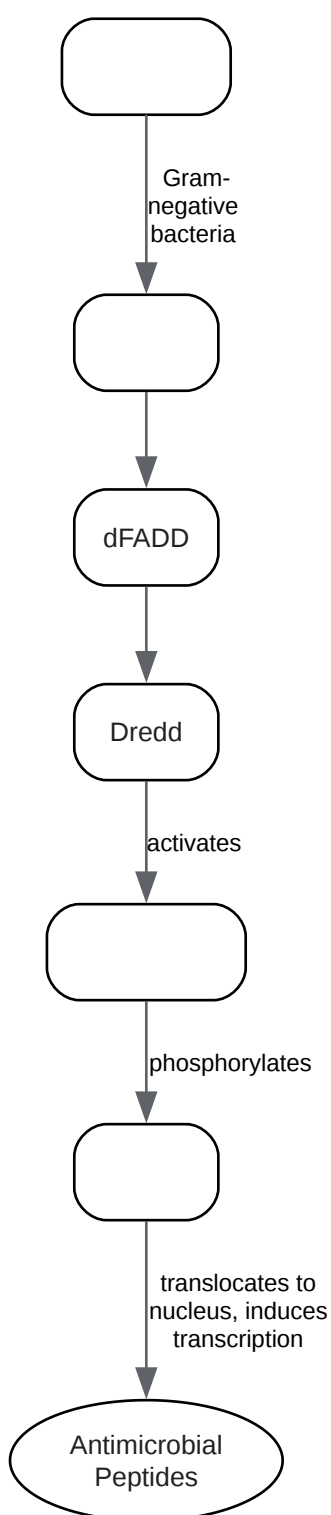 Gram-
negative
bacteria
dFADD
Dredd
activates
phosphorylates
translocates to
nucleus, induces
transcription
Antimicrobial
Peptides